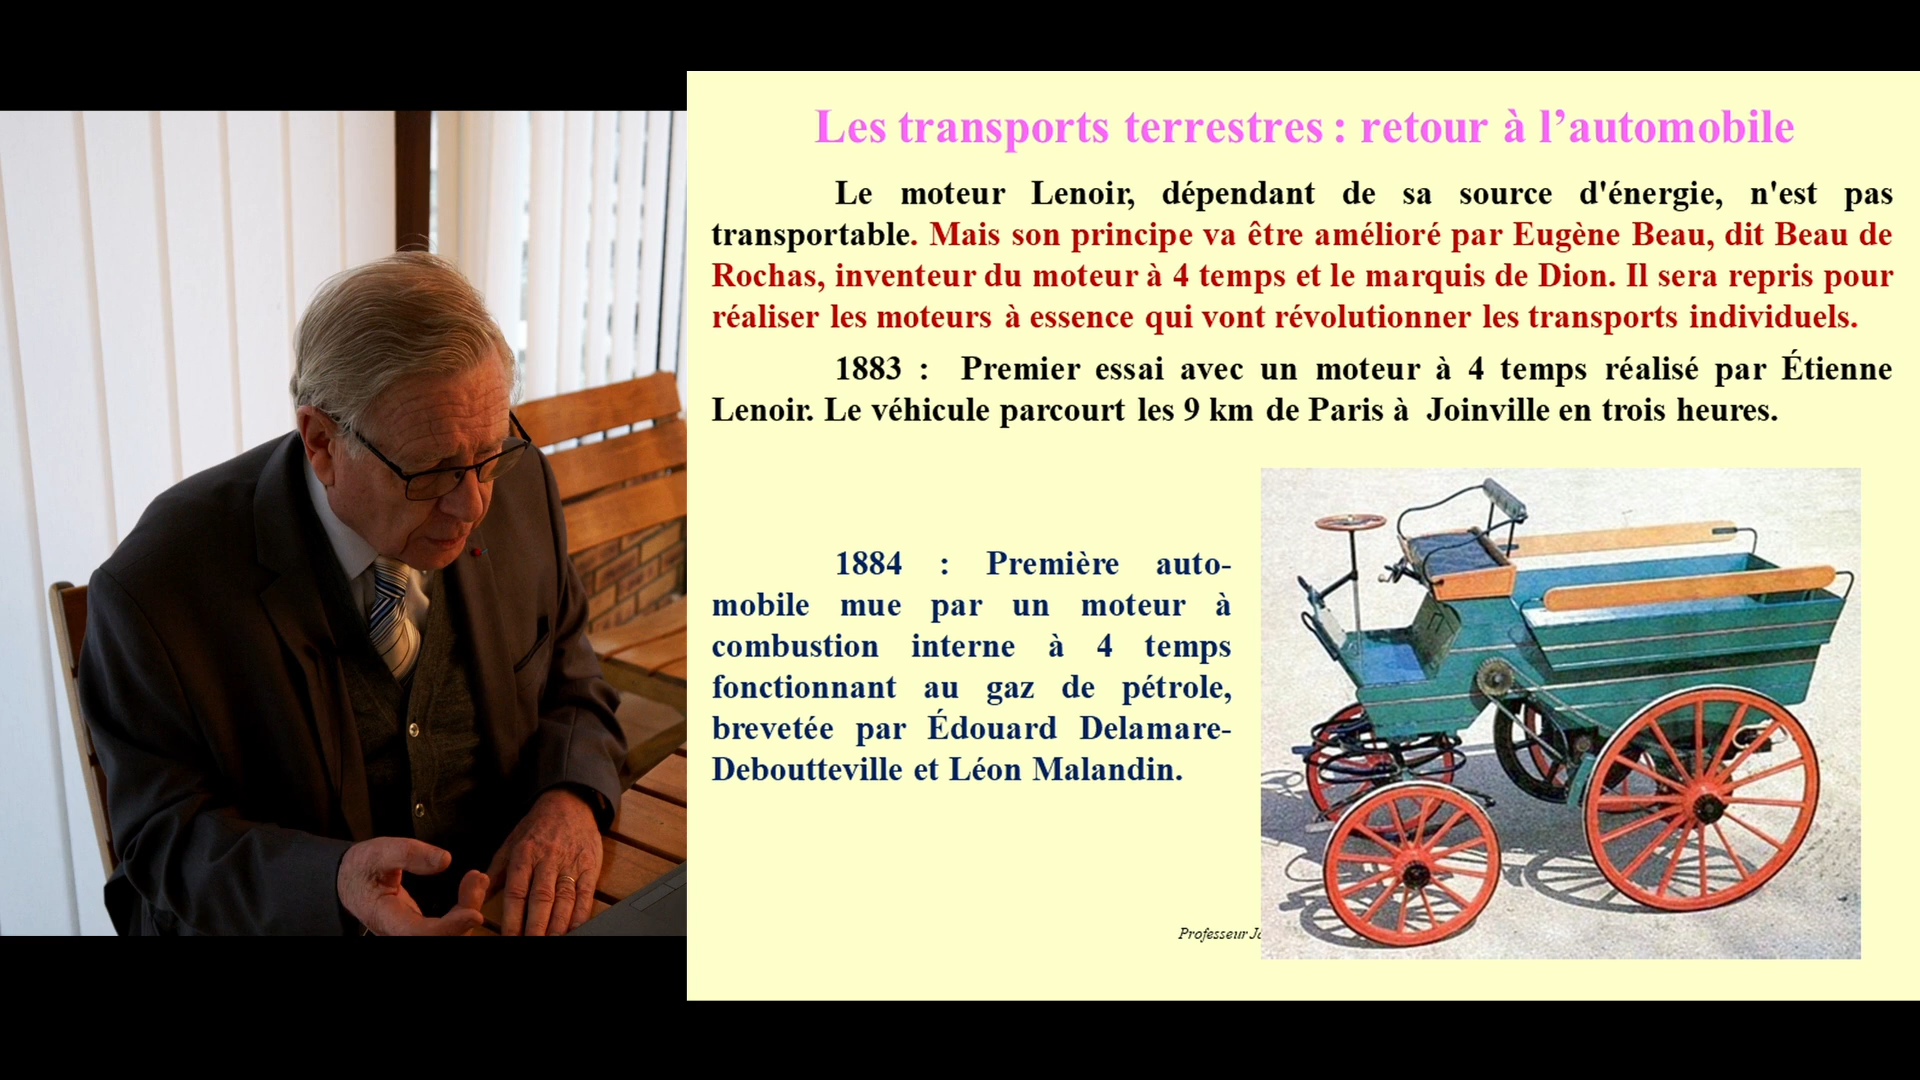 Les transports terrestres : retour à l’automobile
Le moteur Lenoir, dépendant de sa source d'énergie, n'est pas
transportable. Mais son principe va être amélioré par Eugène Beau, dit Beau de
Rochas, inventeur du moteur à 4 temps et le marquis de Dion. Il sera repris pour
réaliser les moteurs à essence qui vont révolutionner les transports individuels.
1883 : Premier essai avec un moteur à 4 temps réalisé par Étienne
Lenoir. Le véhicule parcourt les 9 km de Paris à Joinville en trois heures.
1884 : Première auto-
mobile mue par un moteur à
combustion interne à 4 temps
fonctionnant au gaz de pétrole,
brevetée par Édouard Delamare-
Deboutteville et Léon Malandin.
Professeur